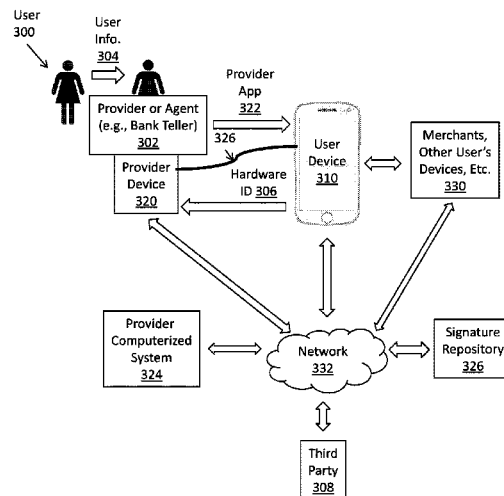 User
300
User
Info.
304
Provider
App
322
326
Provider or Agent
(e.g., Bank Teller)
302
User
Device
310
Merchants,
Other User's
Devices, Etc.
330
Provider
Device
320
Hardware
ID 306
Provider
Computerized
System
324
Network
332
Signature
Repository
326
Third
Party
308